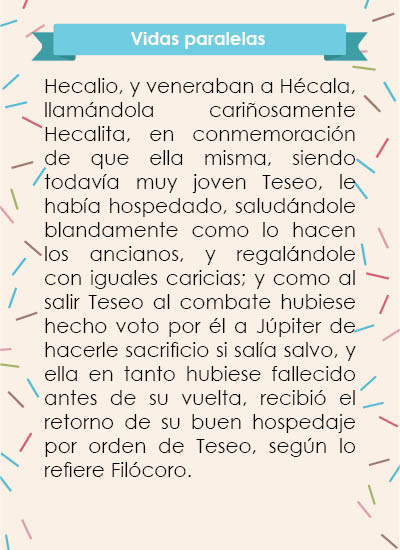 Vidas paralelas
Hecalio, y veneraban a Hécala,
llamándola cariñosamente
Hecalita, en conmemoración
de que ella misma, siendo
todavía muy joven Teseo, le
había hospedado, saludándole
blandamente como lo hacen
los ancianos, y regalándole
con iguales caricias; y como al
salir Teseo al combate hubiese
hecho voto por él a Júpiter de
hacerle sacrificio si salía salvo, y
ella en tanto hubiese fallecido
antes de su vuelta, recibió el
retorno de su buen hospedaje
por orden de Teseo, según lo
refiere Filócoro.